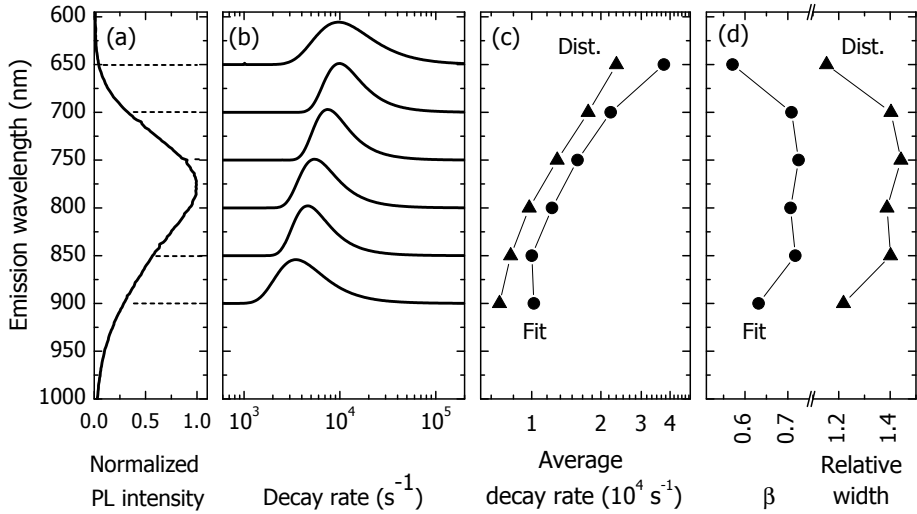 (a)
(b)
(c)
(d)
Dist.
Dist.
Fit
Fit
Emission wavelength (nm)
600
650
700
750
800
850
900
950
1000
0.0 0.5 1.0
10³ 10⁴ 10⁵
1 2 3 4
0.6 0.7 1.2 1.4
Normalized
PL intensity
Decay rate (s⁻¹)
Average
decay rate (10⁴ s⁻¹)
β
Relative
width